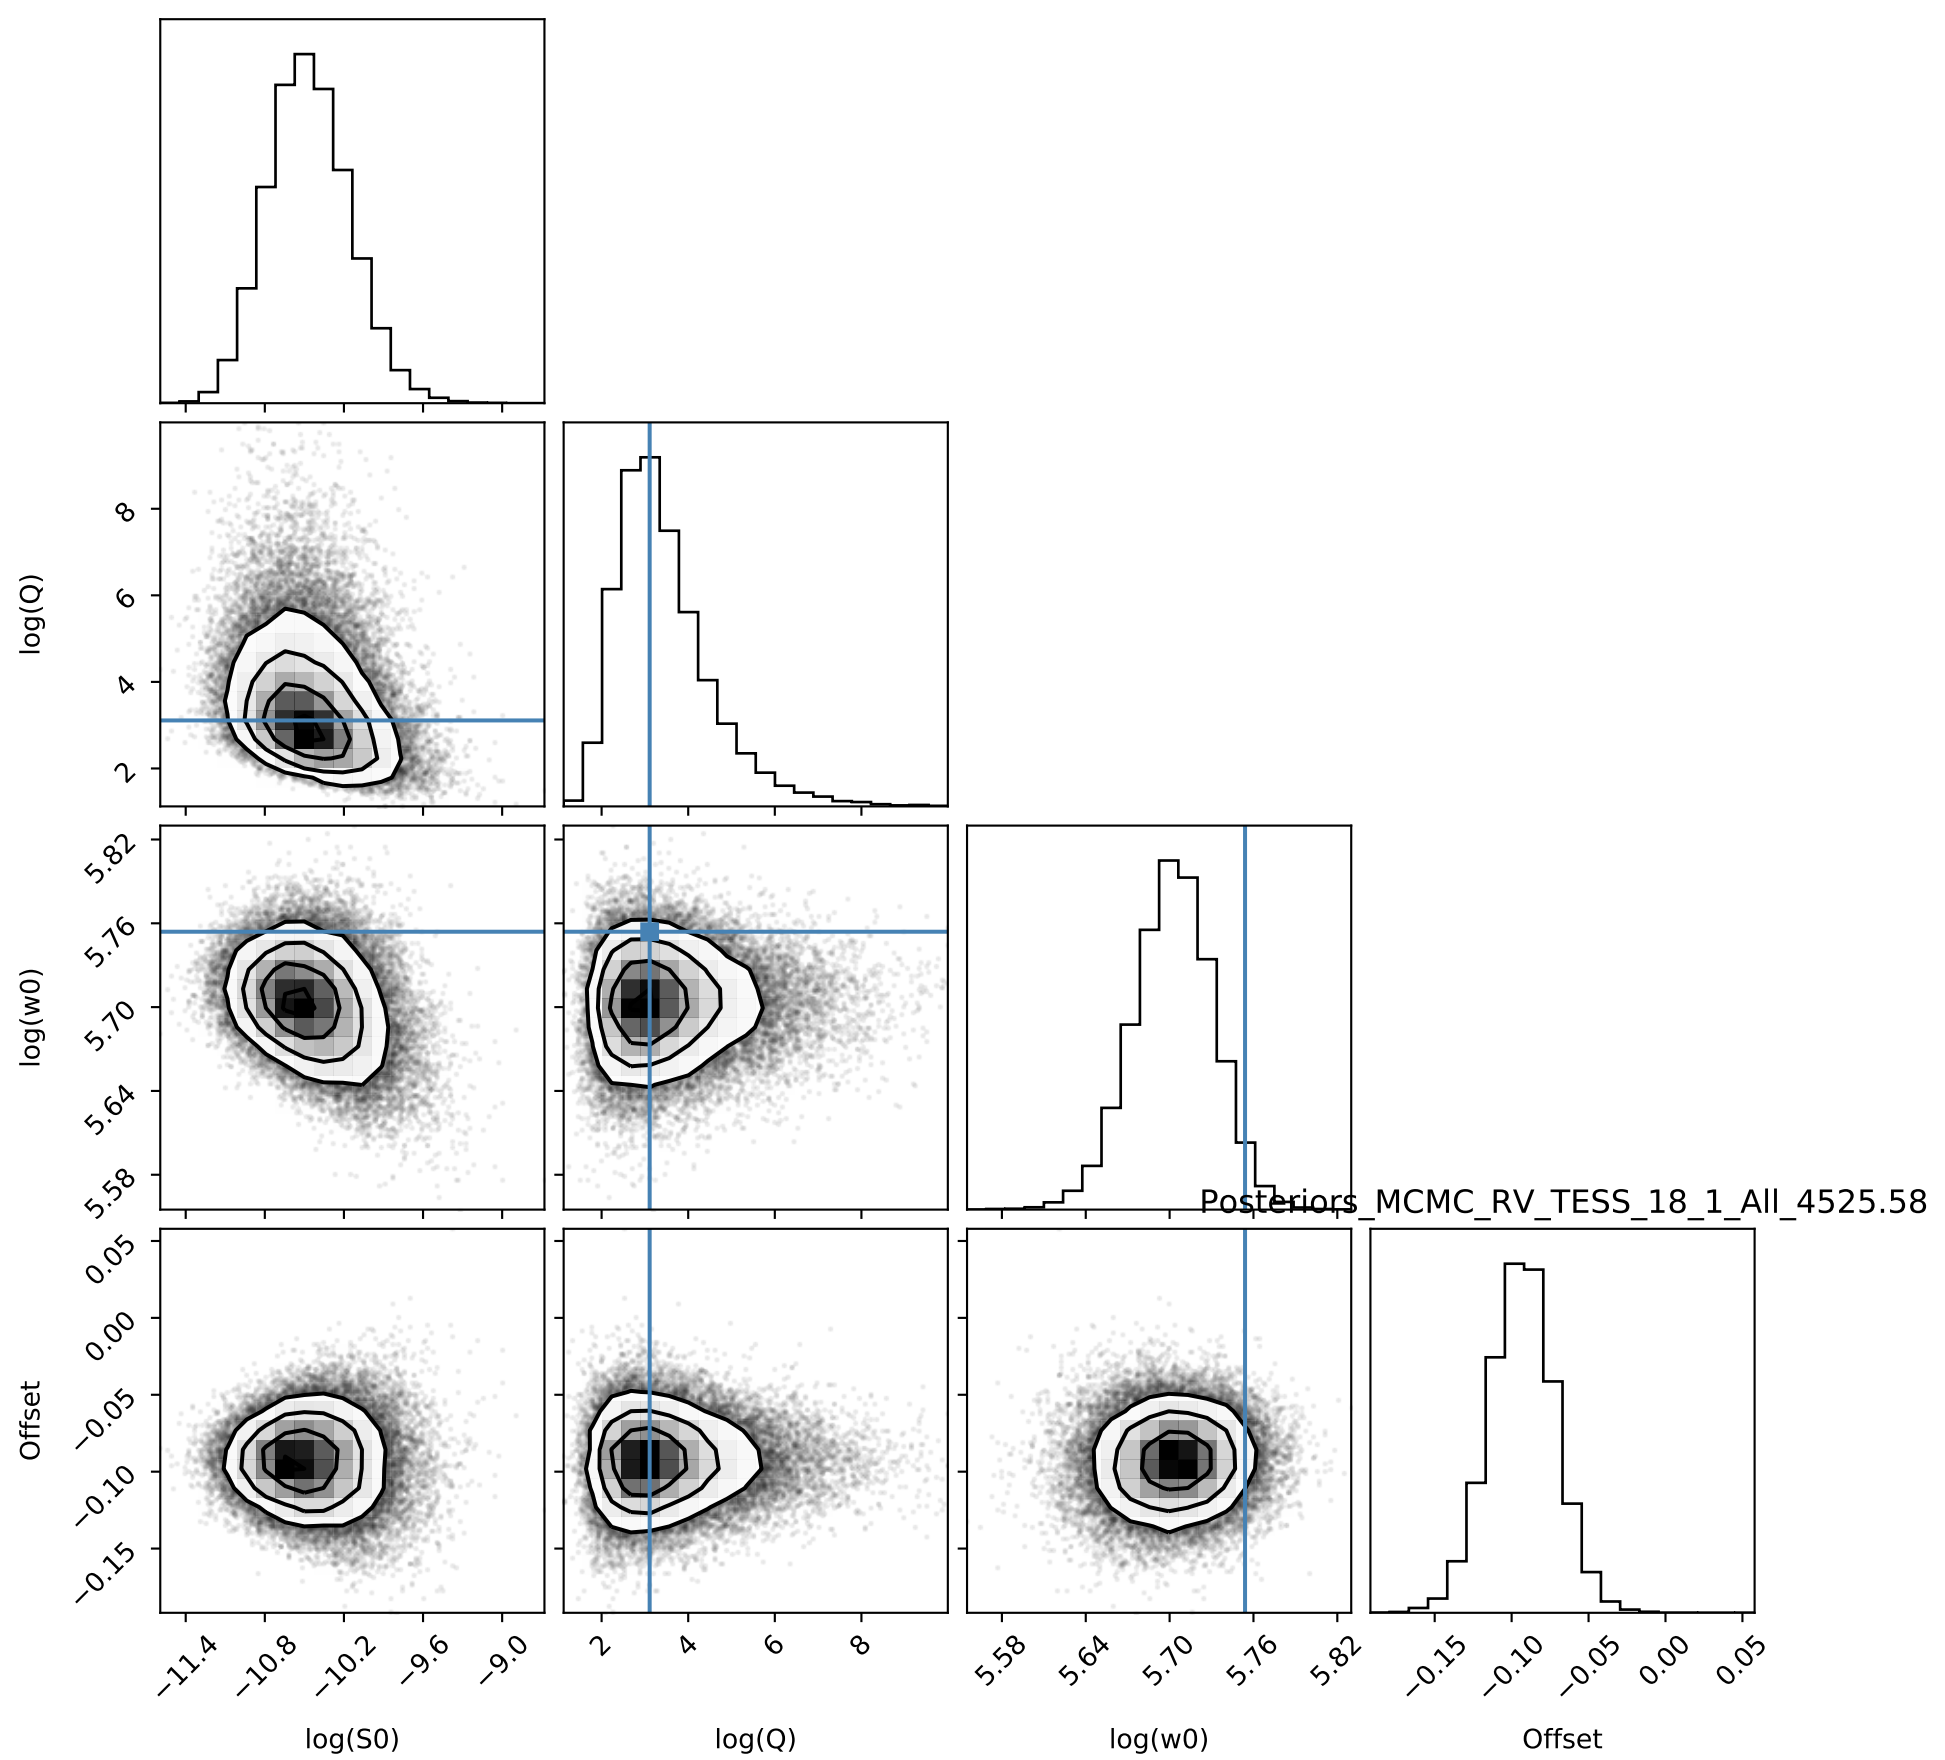 log(Q)
8
6
4
2
log(w0)
5.82
5.76
5.70
5.64
5.58
Posteriors_MCMC_RV_TESS_18_1_All_4525.58
Offset
0.05
0.00
−0.05
−0.10
−0.15
−11.4 −10.8 −10.2 −9.6 −9.0
2 4 6 8
5.58 5.64 5.70 5.76 5.82
−0.15 −0.10 −0.05 0.00 0.05
log(S0) log(Q) log(w0) Offset